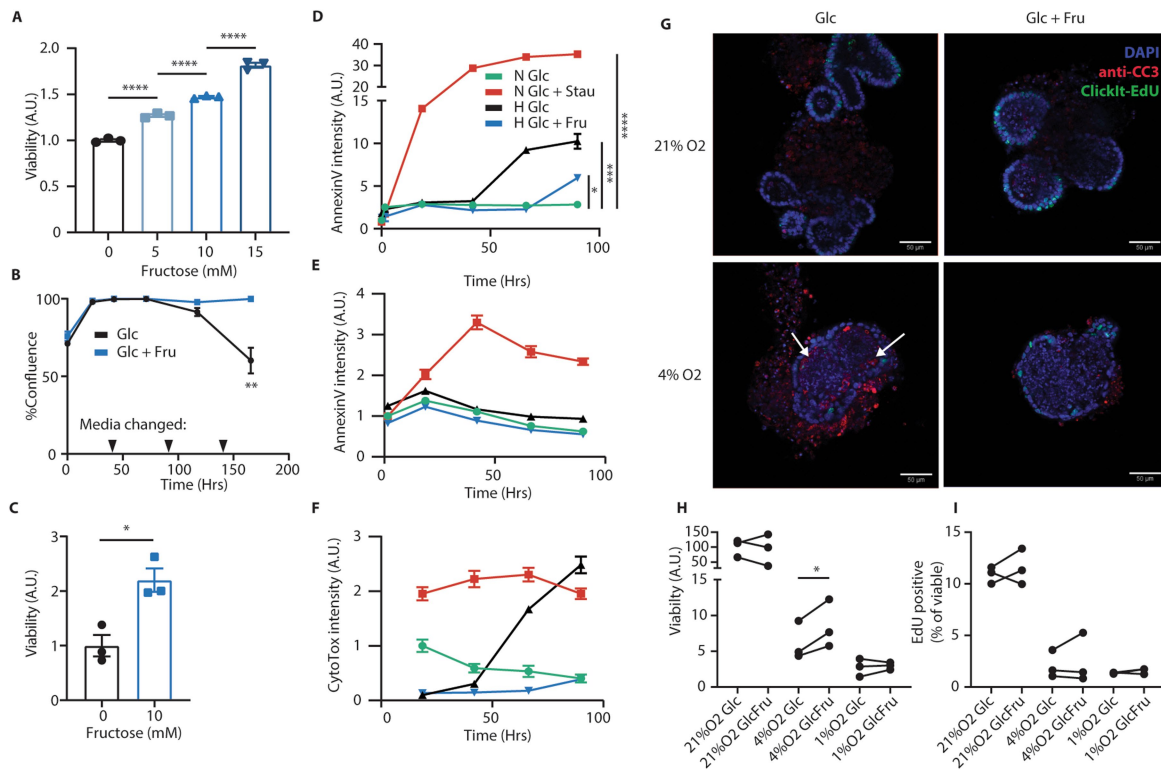 A
Viability (A.U.)
2.0
1.5
1.0
0.0
****
****
****
0
5
10
15
Fructose (mM)
B
%Confluence
100
75
50
0
Glc
Glc + Fru
**
Media changed:
0
50
100
150
200
Time (Hrs)
C
Viability (A.U.)
3
2
1
0
*
0
10
Fructose (mM)
D
AnnexinV intensity (A.U.)
40
30
20
15
10
5
0
N Glc
N Glc + Stau
H Glc
H Glc + Fru
*
***
****
0
50
100
Time (Hrs)
E
AnnexinV intensity (A.U.)
4
3
2
1
0
0
50
100
Time (Hrs)
F
CytoTox intensity (A.U.)
3
2
1
0
0
50
100
Time (Hrs)
G
Glc
Glc + Fru
DAPI
anti-CC3
ClickIt-EdU
21% O2
4% O2
50 µm
50 µm
50 µm
50 µm
H
Viabilty (A.U.)
150
100
50
15
10
5
0
*
21%O2 Glc
21%O2 GlcFru
4%O2 Glc
4%O2 GlcFru
1%O2 Glc
1%O2 GlcFru
I
EdU positive
(% of viable)
15
10
5
0
21%O2 Glc
21%O2 GlcFru
4%O2 Glc
4%O2 GlcFru
1%O2 Glc
1%O2 GlcFru